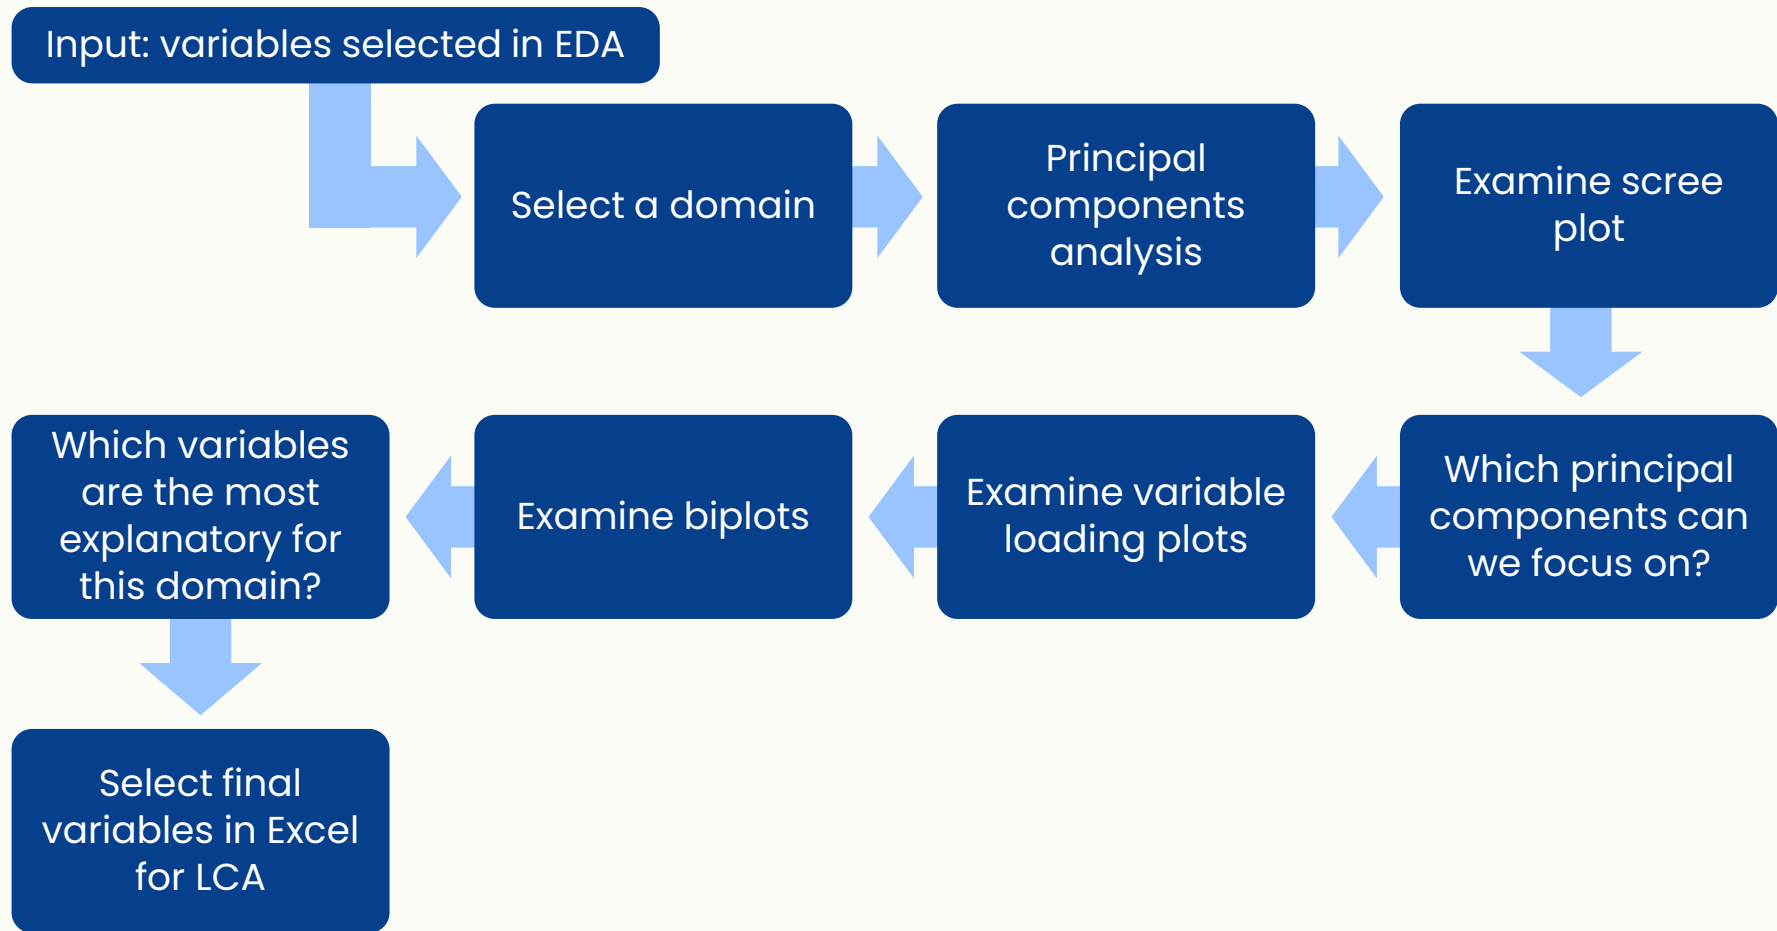 Input: variables selected in EDA
Select a domain
Principal
components
analysis
Examine scree
plot
Which principal
components can
we focus on?
Examine variable
loading plots
Examine biplots
Which variables
are the most
explanatory for
this domain?
Select final
variables in Excel
for LCA